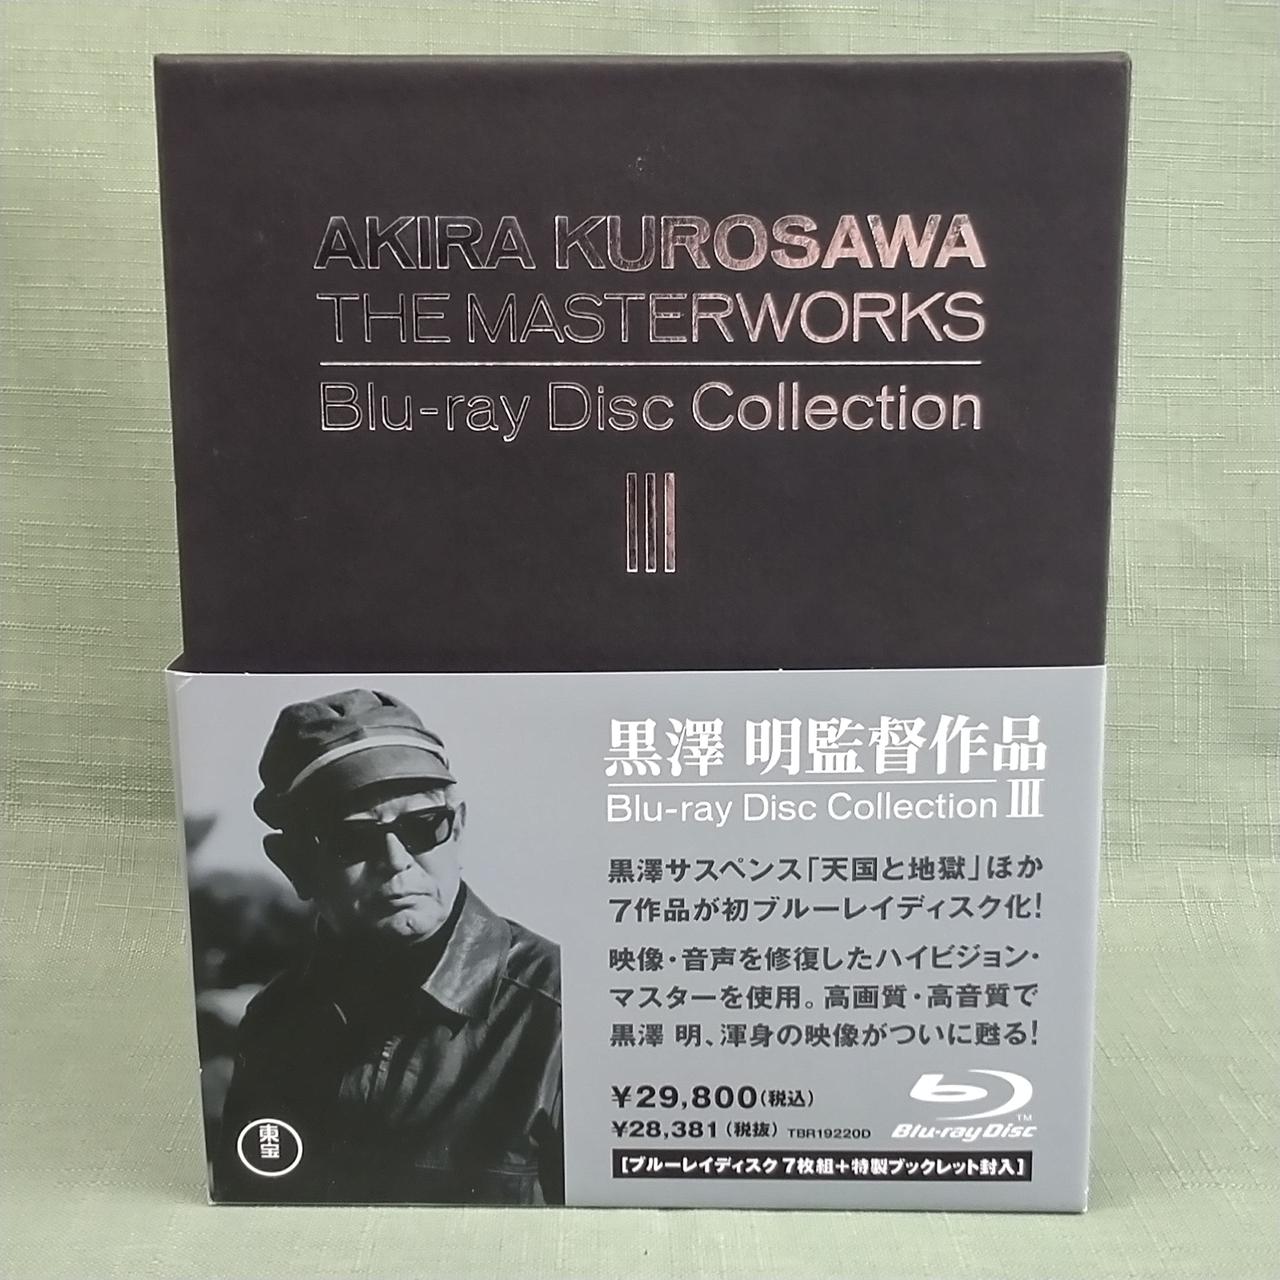 AKIRA KUROSAWA
THE MASTERWORKS
Blu-ray Disc Collection
III
黒澤 明監督作品
Blu-ray Disc Collection III
黒澤サスペンス「天国と地獄」ほか
7作品が初ブルーレイディスク化!
映像・音声を修復したハイビジョン・
マスターを使用。高画質・高音質で
黒澤 明、渾身の映像がついに甦る!
¥29,800(税込)
¥28,381(税抜) TBR19220D
Blu-ray Disc TM
[ブルーレイディスク7枚組+特製ブックレット封入]
東宝